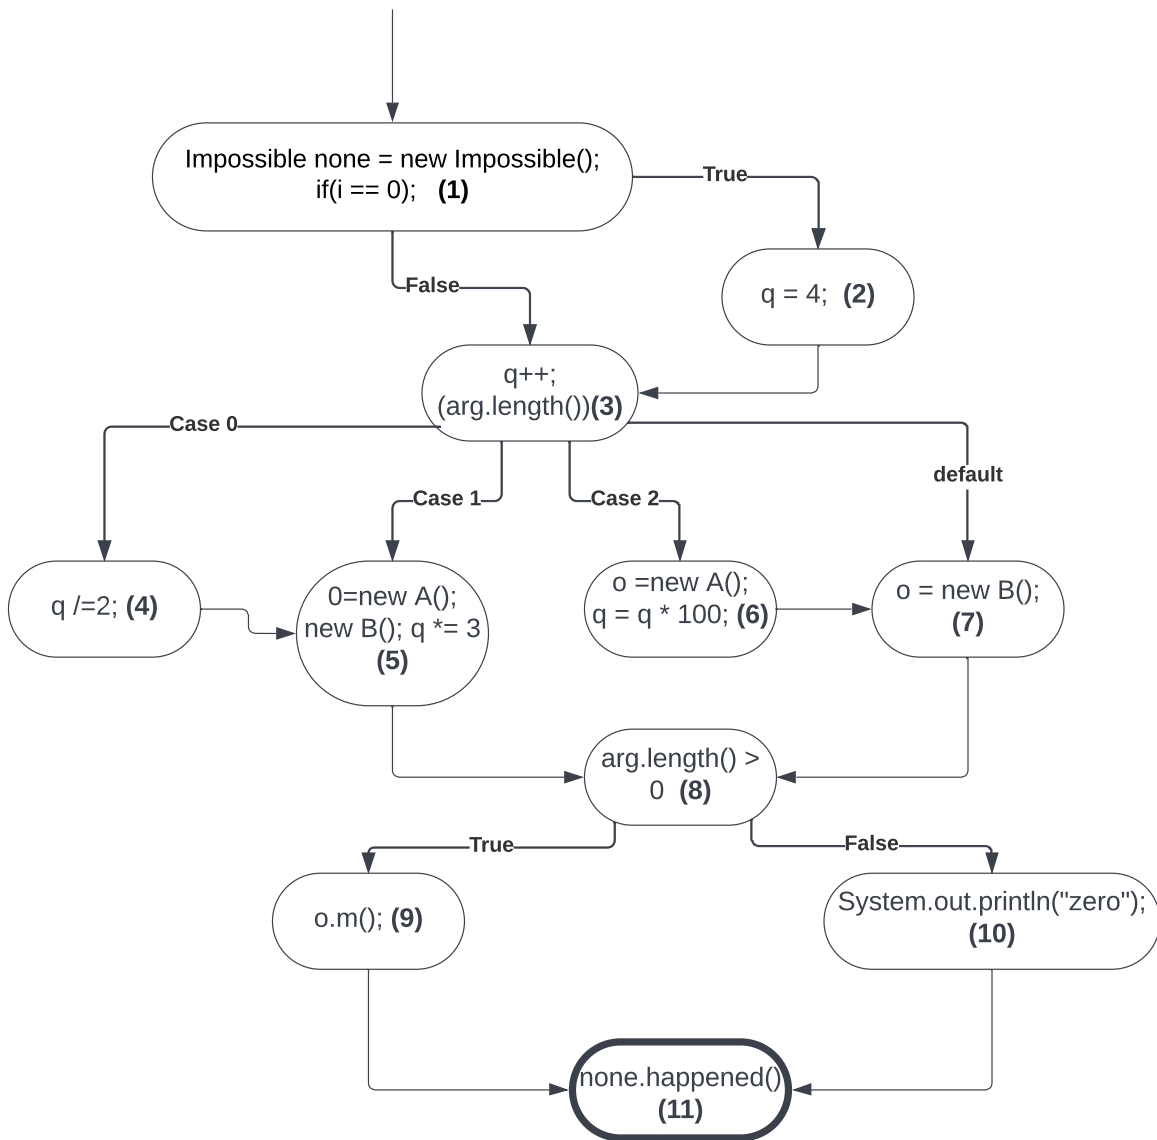 Impossible none = new Impossible();
if(i == 0); (1)
True
False
q = 4; (2)
q++;
(arg.length())(3)
Case 0
Case 1
Case 2
default
q /=2; (4)
0=new A();
new B(); q *= 3
(5)
o =new A();
q = q * 100; (6)
o = new B();
(7)
arg.length() >
0 (8)
True
False
o.m(); (9)
System.out.println("zero");
(10)
none.happened()
(11)